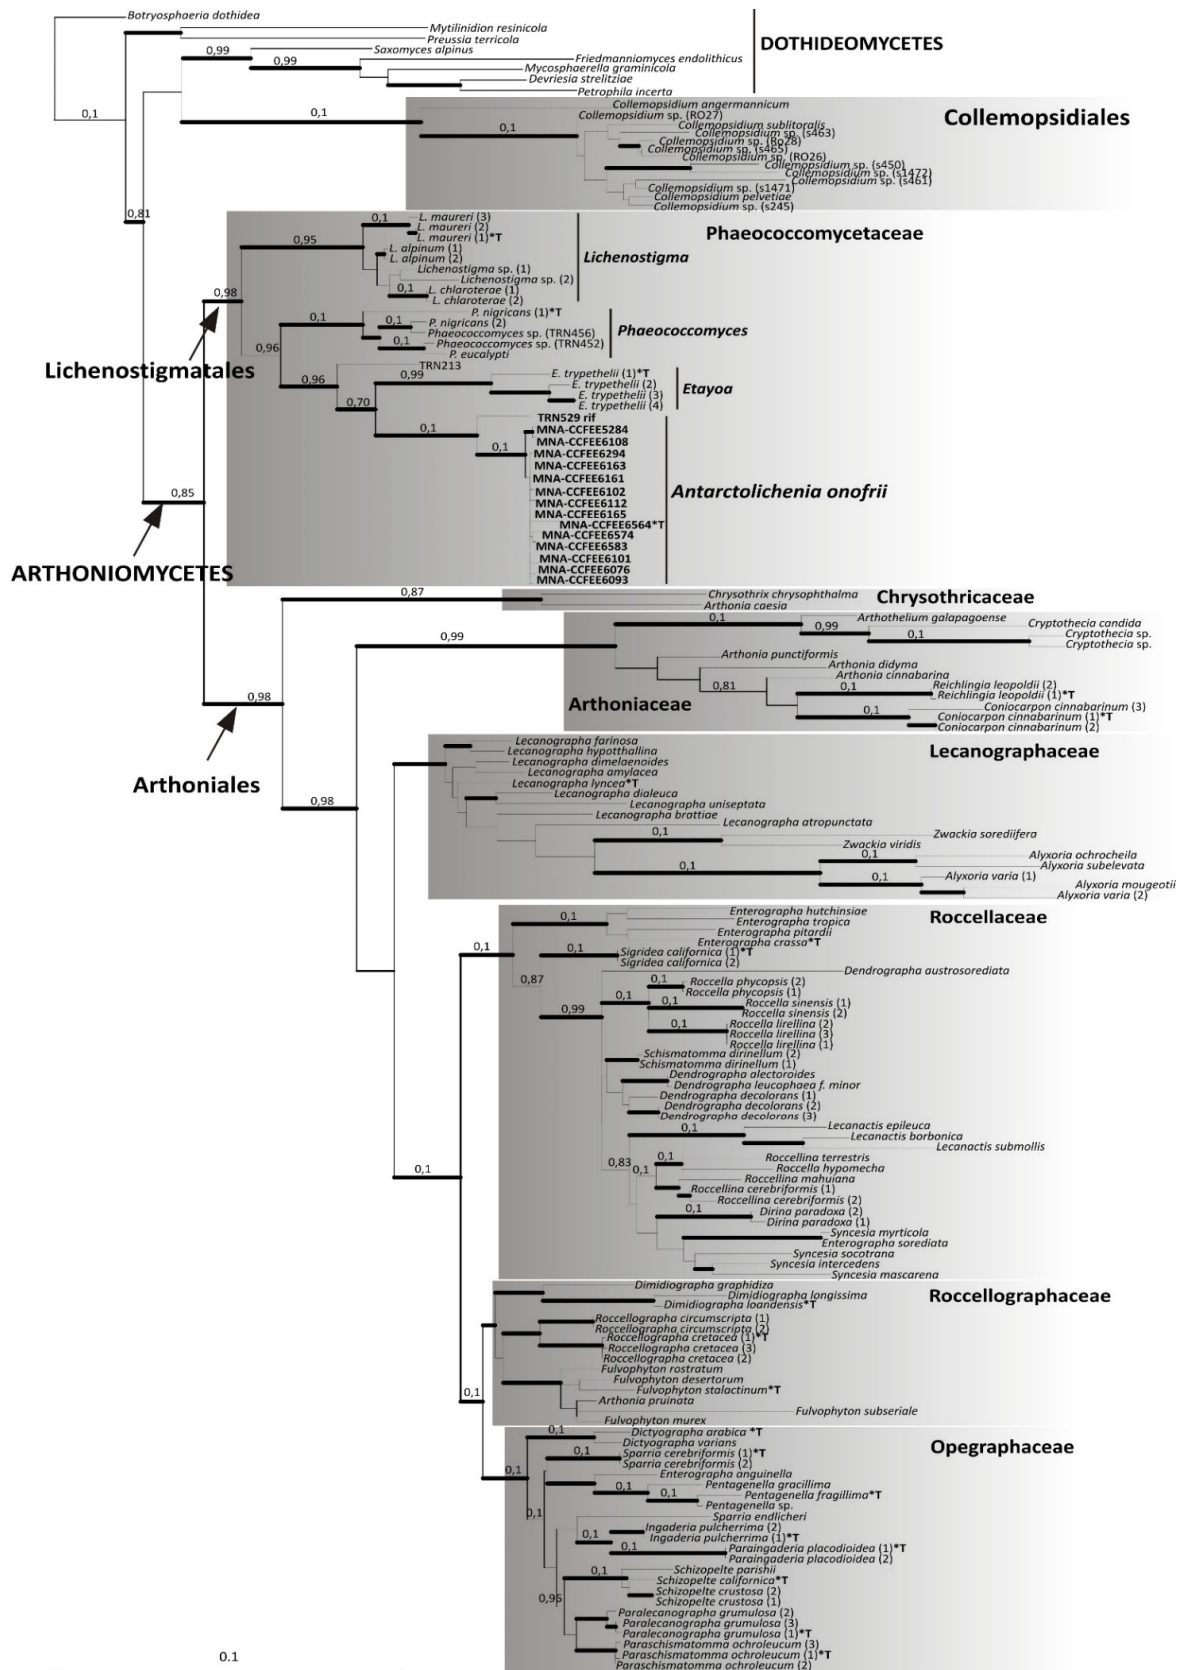 Botryosphaeria dothidea
Mytilinidion resinicola
Preussia terricola
DOTHIDEOMYCETES
Saxomyces alpinus
0,99
Friedmanniomyces endolithicus
0,99
Mycosphaerella graminicola
Devriesia strelitziae
Petrophila incerta
0,1
Collemopsidiales
Collemopsidium angermannicum
0,1
Collemopsidium sp. (RO27)
Collemopsidium sublitoralis
0,1
Collemopsidium sp. (s463)
Collemopsidium sp. (Ro28)
Collemopsidium sp. (s465)
Collemopsidium sp. (RO26)
Collemopsidium sp. (s450)
Collemopsidium sp. (s1472)
Collemopsidium sp. (s461)
Collemopsidium sp. (s1471)
Collemopsidium pelvetiae
Collemopsidium sp. (s245)
0,81
Phaeococcomycetaceae
0,1
L. maureri (3)
L. maureri (2)
L. maureri (1)*T
0,95
L. alpinum (1)
L. alpinum (2)
Lichenostigma
Lichenostigma sp. (1)
Lichenostigma sp. (2)
0,1
L. chlaroterae (1)
L. chlaroterae (2)
0,98
P. nigricans (1)*T
0,1
0,1
P. nigricans (2)
Phaeococcomyces sp. (TRN456)
Phaeococcomyces
0,1
Phaeococcomyces sp. (TRN452)
P. eucalypti
0,96
Lichenostigmatales
TRN213
0,96
0,99
E. trypethelii (1)*T
E. trypethelii (2)
Etayoa
E. trypethelii (3)
E. trypethelii (4)
0,70
TRN529 rif
0,1
MNA-CCFEE5284
MNA-CCFEE6108
0,1
MNA-CCFEE6294
MNA-CCFEE6163
MNA-CCFEE6161
MNA-CCFEE6102
Antarctolichenia onofrii
0,85
MNA-CCFEE6112
MNA-CCFEE6165
MNA-CCFEE6564*T
MNA-CCFEE6574
MNA-CCFEE6583
MNA-CCFEE6101
MNA-CCFEE6076
MNA-CCFEE6093
ARTHONIOMYCETES
0,87
Chrysothrix chrysophthalma
Chrysothricaceae
Arthonia caesia
0,99
0,1
Arthothelium galapagoense
0,99
Cryptothecia candida
0,1
Cryptothecia sp.
Cryptothecia sp.
Arthonia punctiformis
Arthonia didyma
Arthonia cinnabarina
0,81
0,1
Reichlingia leopoldii (2)
Reichlingia leopoldii (1)*T
Arthoniaceae
0,1
Coniocarpon cinnabarinum (3)
Coniocarpon cinnabarinum (1)*T
Coniocarpon cinnabarinum (2)
0,98
Arthoniales
Lecanographaceae
Lecanographa farinosa
Lecanographa hypotthallina
Lecanographa dimelaenoides
Lecanographa amylacea
Lecanographa lyncea*T
Lecanographa dialeuca
Lecanographa uniseptata
0,98
Lecanographa brattiae
Lecanographa atropunctata
0,1
Zwackia sorediifera
Zwackia viridis
0,1
0,1
Alyxoria ochrocheila
Alyxoria subelevata
0,1
Alyxoria varia (1)
Alyxoria mougeotii
Alyxoria varia (2)
Roccellaceae
0,1
Enterographa hutchinsiae
Enterographa tropica
Enterographa pitardii
Enterographa crassa*T
0,1
0,1
Sigridea californica (1)*T
Sigridea californica (2)
Dendrographa austrosorediata
0,87
0,1
Roccella phycopsis (2)
Roccella phycopsis (1)
0,1
0,1
Roccella sinensis (1)
Roccella sinensis (2)
0,99
0,1
Roccella lirellina (2)
Roccella lirellina (3)
Roccella lirellina (1)
Schismatomma dirinellum (2)
Schismatomma dirinellum (1)
Dendrographa alectoroides
Dendrographa leucophaea f. minor
Dendrographa decolorans (1)
Dendrographa decolorans (2)
Dendrographa decolorans (3)
0,1
Lecanactis epileuca
Lecanactis borbonica
Lecanactis submollis
0,83
0,1
0,1
Roccellina terrestris
Roccella hypomecha
Roccellina mahuiana
Roccellina cerebriformis (1)
Roccellina cerebriformis (2)
0,1
0,1
Dirina paradoxa (2)
Dirina paradoxa (1)
Syncesia myrticola
Enterographa sorediata
Syncesia socotrana
Syncesia intercedens
Syncesia mascarena
Roccellographaceae
Dimidiographa graphidiza
Dimidiographa longissima
Dimidiographa loandensis*T
Roccellographa circumscripta (1)
Roccellographa circumscripta (2)
Roccellographa cretacea (1)*T
Roccellographa cretacea (3)
Roccellographa cretacea (2)
Fulvophyton rostratum
Fulvophyton desertorum
Fulvophyton stalactinum*T
0,1
Arthonia pruinata
Fulvophyton subseriale
Fulvophyton murex
Opegraphaceae
0,1
Dictyographa arabica *T
Dictyographa varians
0,1
Sparria cerebriformis (1)*T
Sparria cerebriformis (2)
0,1
Enterographa anguinella
0,1
Pentagenella gracillima
0,1
Pentagenella fragillima*T
Pentagenella sp.
0,1
Sparria endlicheri
0,1
Ingaderia pulcherrima (2)
Ingaderia pulcherrima (1)*T
0,1
Paraingaderia placodioidea (1)*T
Paraingaderia placodioidea (2)
0,1
Schizopelte parishii
Schizopelte californica*T
0,95
Schizopelte crustosa (2)
Schizopelte crustosa (1)
Paralecanographa grumulosa (2)
Paralecanographa grumulosa (3)
Paralecanographa grumulosa (1)*T
Paraschismatomma ochroleucum (3)
Paraschismatomma ochroleucum (1)*T
Paraschismatomma ochroleucum (2)
0.1